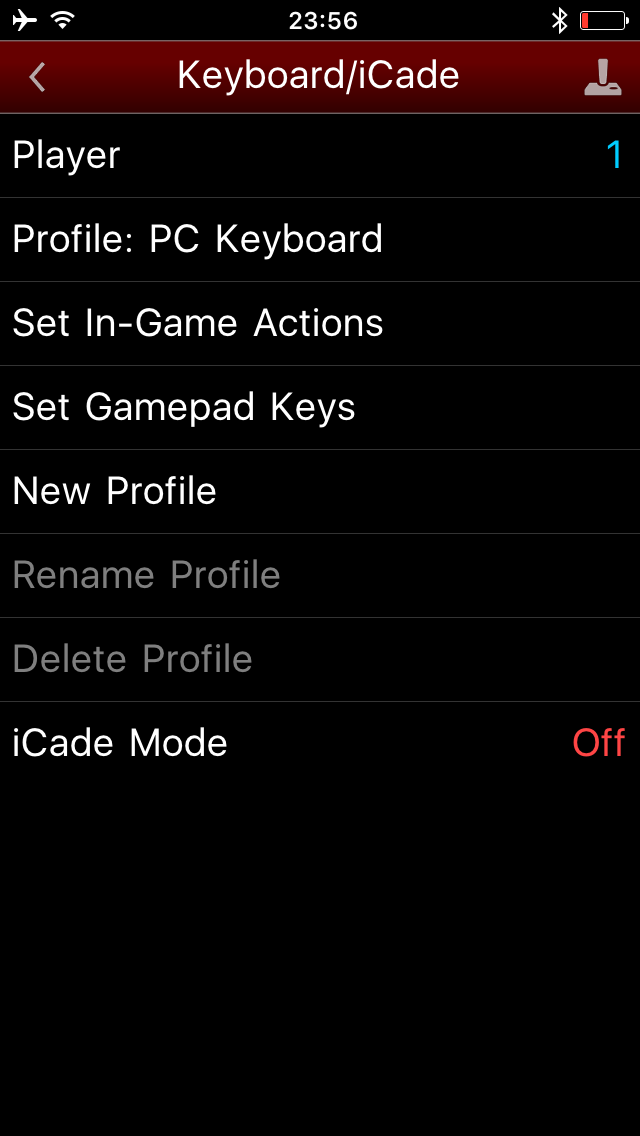 23:56
Keyboard/iCade
Player 1
Profile: PC Keyboard
Set In-Game Actions
Set Gamepad Keys
New Profile
Rename Profile
Delete Profile
iCade Mode Off